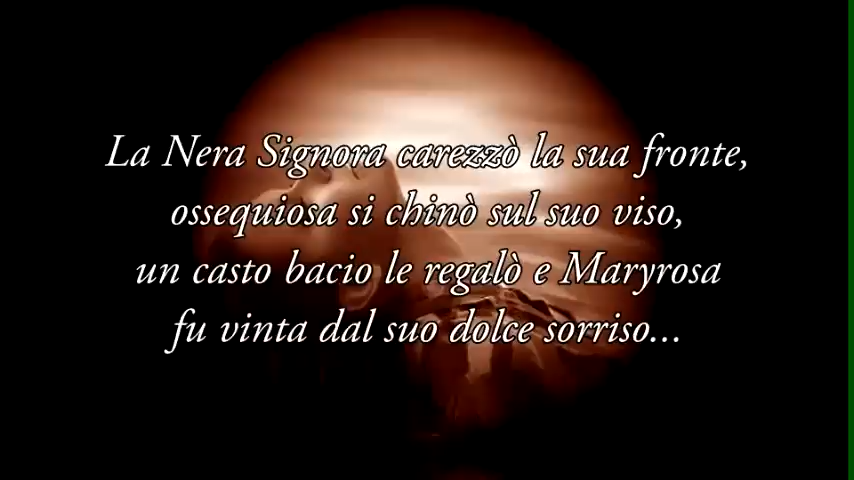 La Nera Signora carezzò la sua fronte,
ossequiosa si chinò sul suo viso,
un casto bacio le regalò e Maryrosa
fu vinta dal suo dolce sorriso...